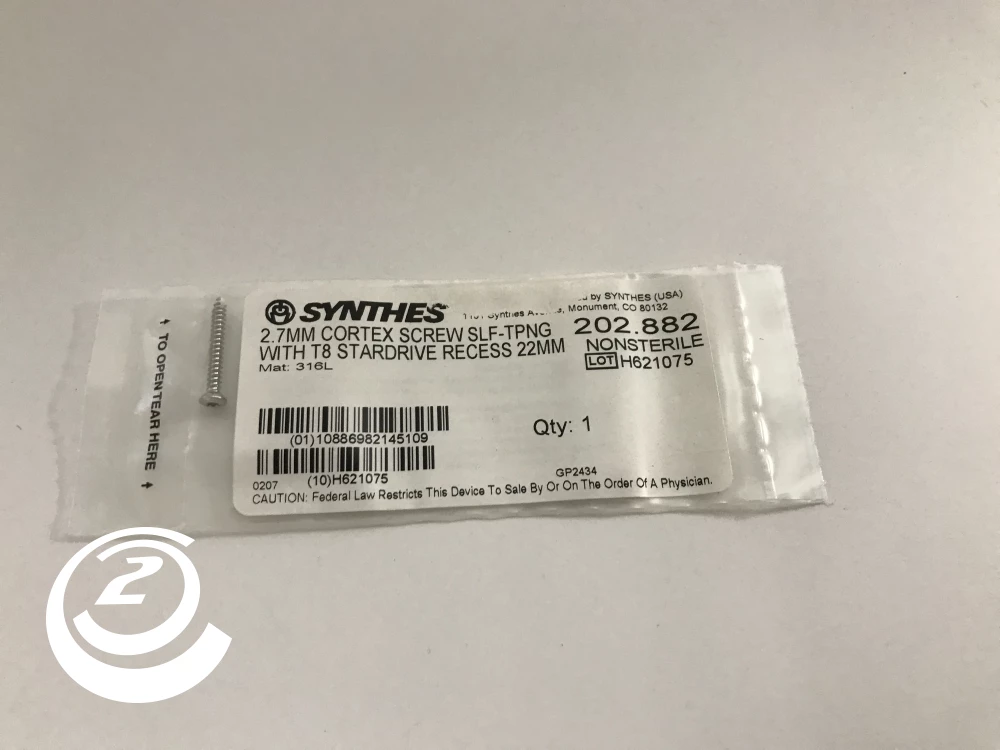 SYNTHES
by SYNTHES (USA)
Monument, CO 80132
2.7MM CORTEX SCREW SLF-TPNG
WITH T8 STARDRIVE RECESS 22MM
Mat: 316L
202.882
NONSTERILE
LOT H621075
(01)10886982145109
Qty: 1
(10)H621075
0207
GP2434
CAUTION: Federal Law Restricts This Device To Sale By Or On The Order Of A Physician.
TO OPEN TEAR HERE
2